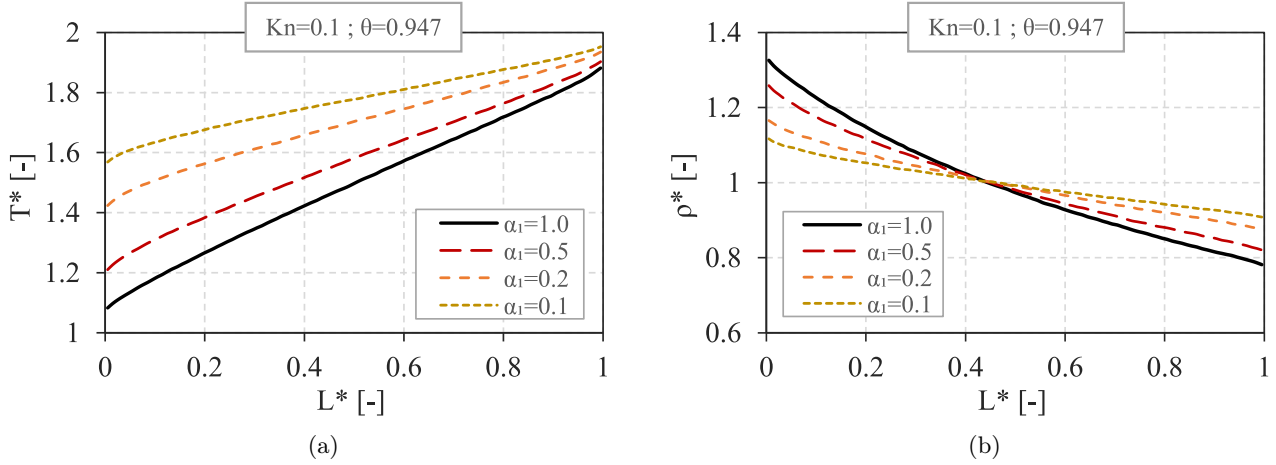 Kn=0.1 ; θ=0.947
2
1.8
1.6
1.4
1.2
1
T* [-]
α₁=1.0
α₁=0.5
α₁=0.2
α₁=0.1
0 0.2 0.4 0.6 0.8 1
L* [-]
(a)
Kn=0.1 ; θ=0.947
1.4
1.2
1
0.8
0.6
ρ* [-]
α₁=1.0
α₁=0.5
α₁=0.2
α₁=0.1
0 0.2 0.4 0.6 0.8 1
L* [-]
(b)